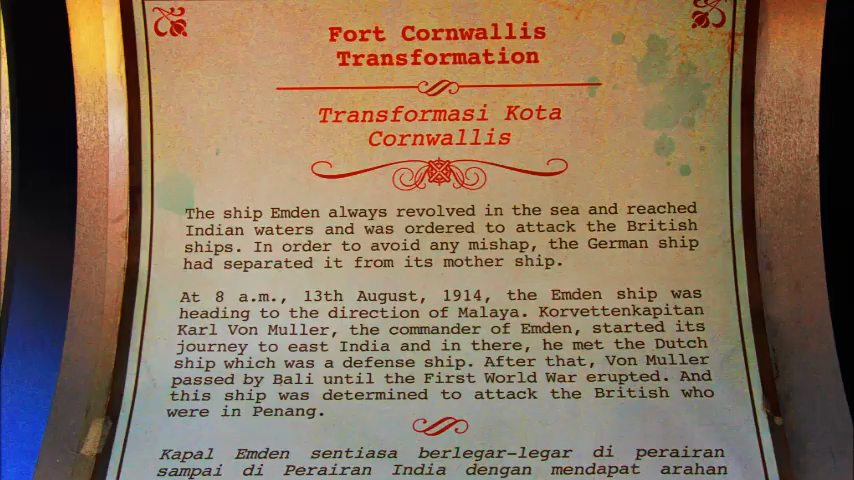 Fort Cornwallis
Transformation
Transformasi Kota
Cornwallis
The ship Emden always revolved in the sea and reached
Indian waters and was ordered to attack the British
ships. In order to avoid any mishap, the German ship
had separated it from its mother ship.
At 8 a.m., 13th August, 1914, the Emden ship was
heading to the direction of Malaya. Korvettenkapitan
Karl Von Muller, the commander of Emden, started its
journey to east India and in there, he met the Dutch
ship which was a defense ship. After that, Von Muller
passed by Bali until the First World War erupted. And
this ship was determined to attack the British who
were in Penang.
Kapal Emden sentiasa berlegar-legar di perairan
sampai di Perairan India dengan mendapat arahan